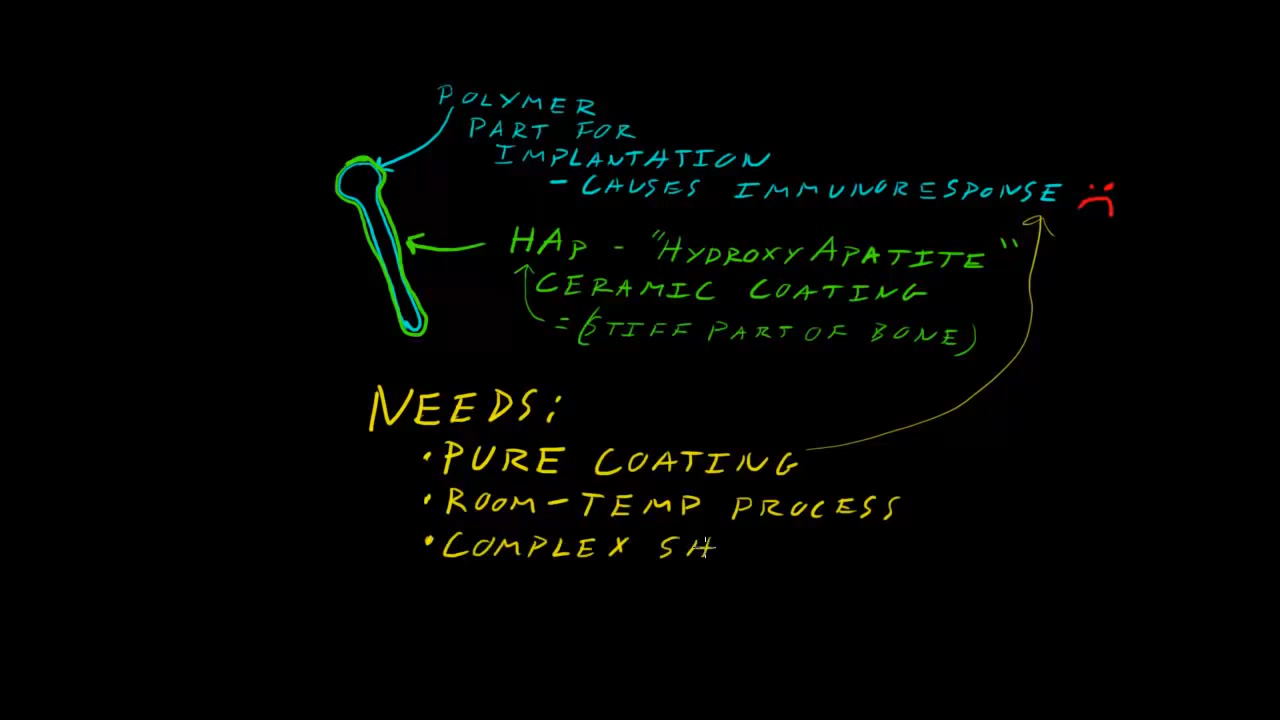 POLYMER
PART FOR
IMPLANTATION
- CAUSES IMMUNORESPONSE
HAp - "HYDROXYAPATITE"
CERAMIC COATING
= (STIFF PART OF BONE)
NEEDS:
• PURE COATING
• ROOM-TEMP PROCESS
• COMPLEX SH